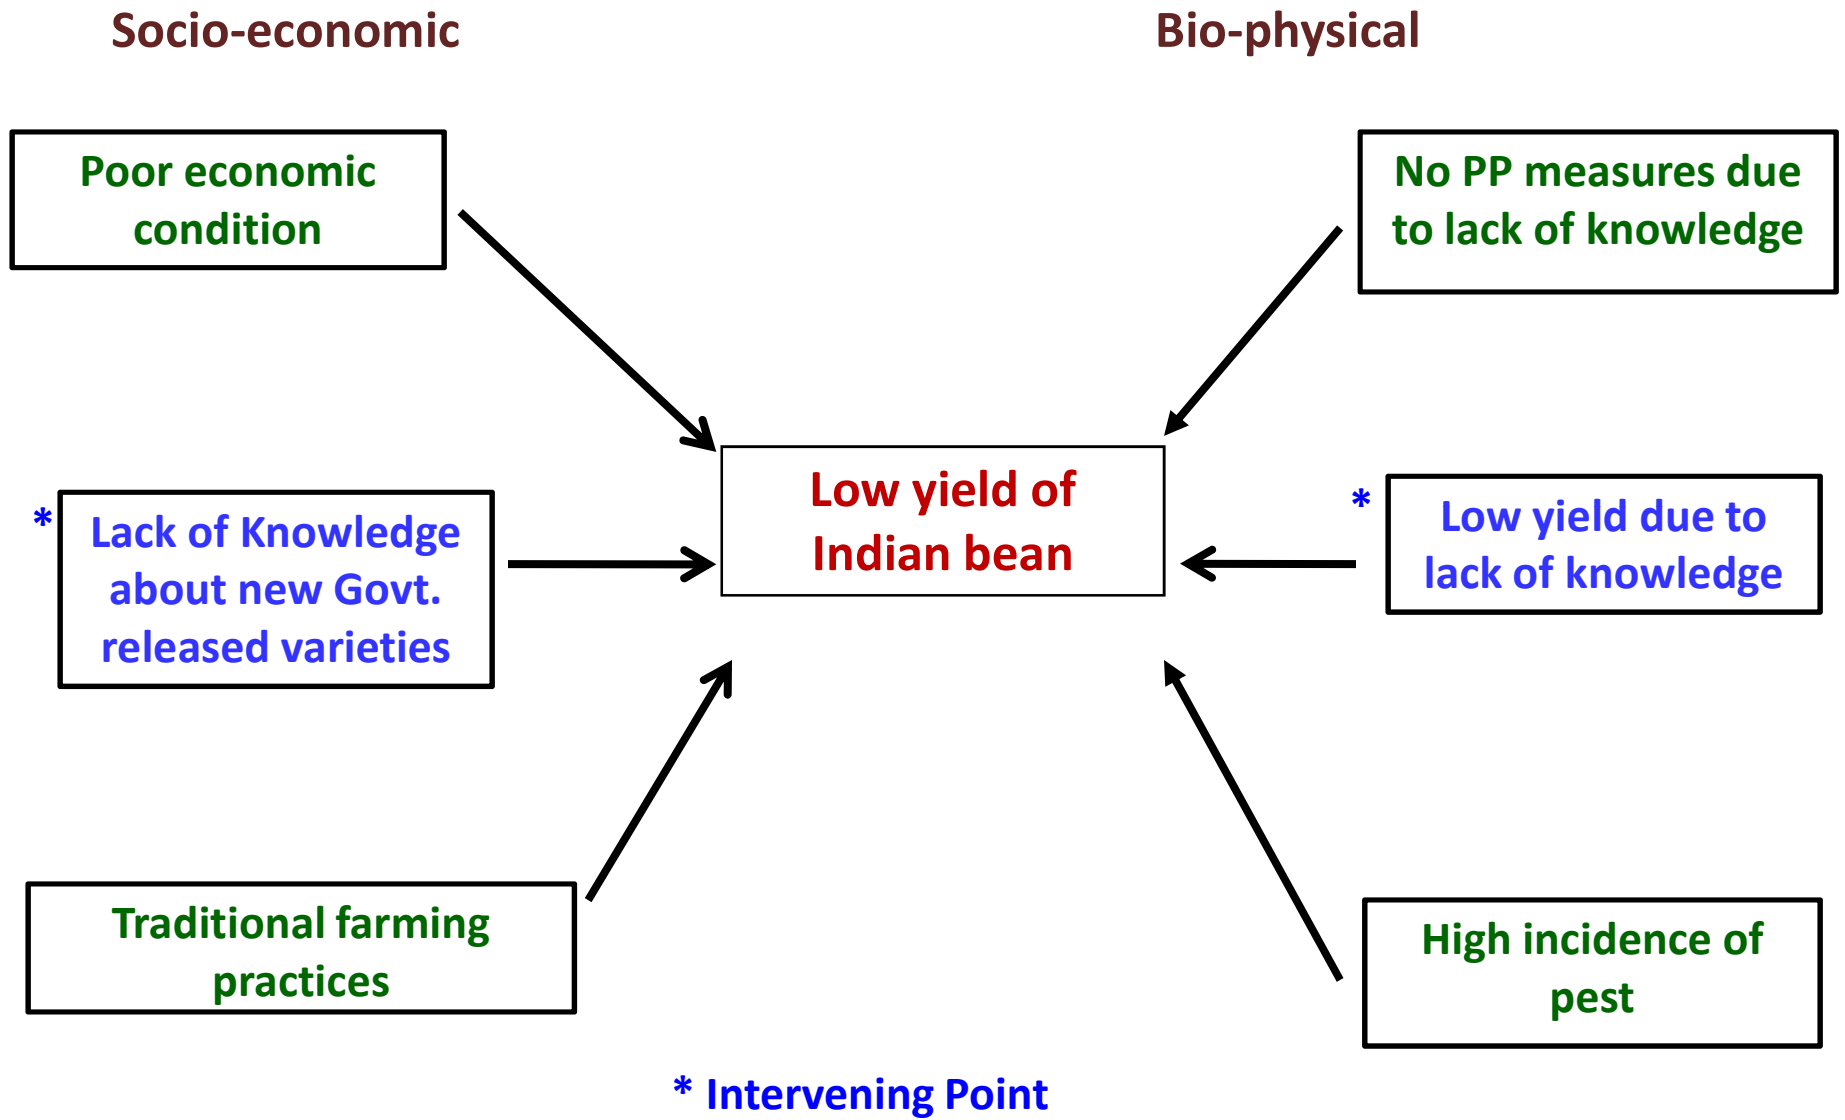 Socio-economic
Bio-physical
Poor economic
condition
No PP measures due
to lack of knowledge
Low yield of
Indian bean
*
Lack of Knowledge
about new Govt.
released varieties
*
Low yield due to
lack of knowledge
Traditional farming
practices
High incidence of
pest
* Intervening Point